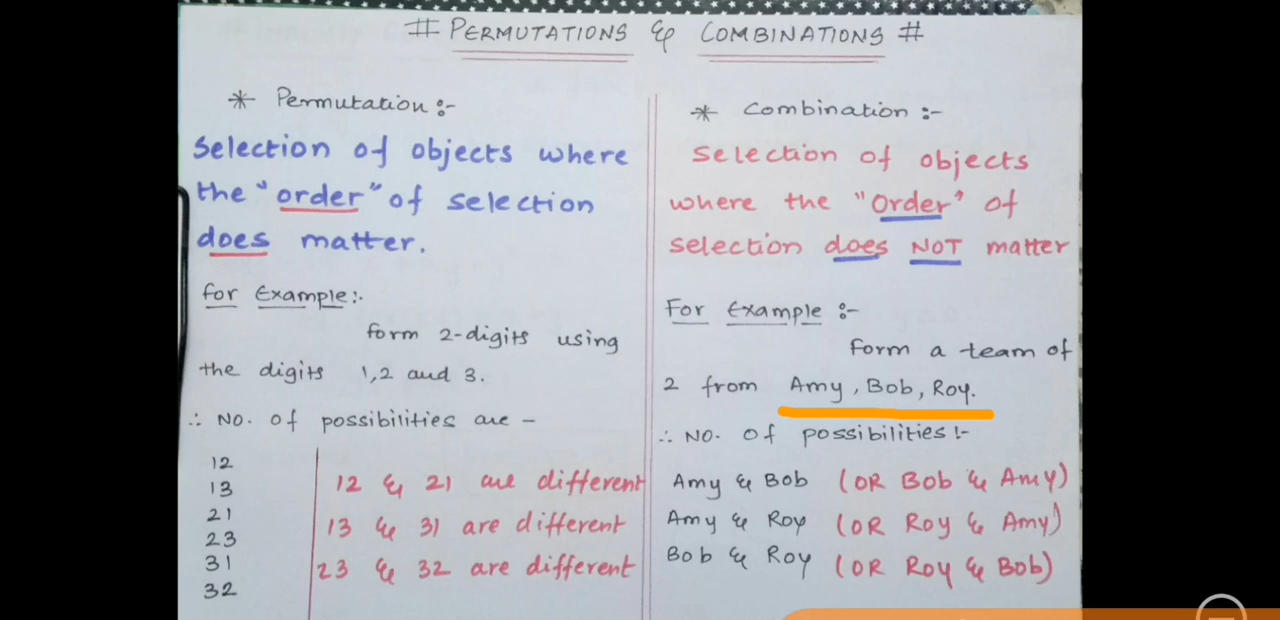 # PERMUTATIONS & COMBINATIONS #
* Permutation :-
Selection of objects where
the "order" of selection
does matter.
For Example:-
form 2-digits using
the digits 1,2 and 3.
∴ NO. of possibilities are -
12
13
21
23
31
32
12 & 21 are different
13 & 31 are different
23 & 32 are different
* Combination :-
Selection of objects
where the "Order" of
selection does NOT matter
For Example :-
Form a team of
2 from Amy, Bob, Roy.
∴ NO. of possibilities :-
Amy & Bob (OR Bob & Amy)
Amy & Roy (OR Roy & Amy)
Bob & Roy (OR Roy & Bob)